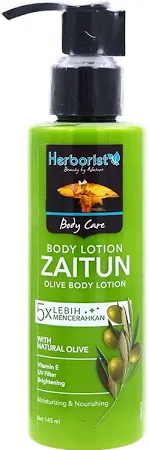 Herborist
Beauty by Nature
Body Care
BODY LOTION
ZAITUN
OLIVE BODY LOTION
5x LEBIH
MENCERAHKAN
WITH
NATURAL OLIVE
Vitamin E
UV Filter
Brightening
Moisturizing & Nourishing
Net 145 ml